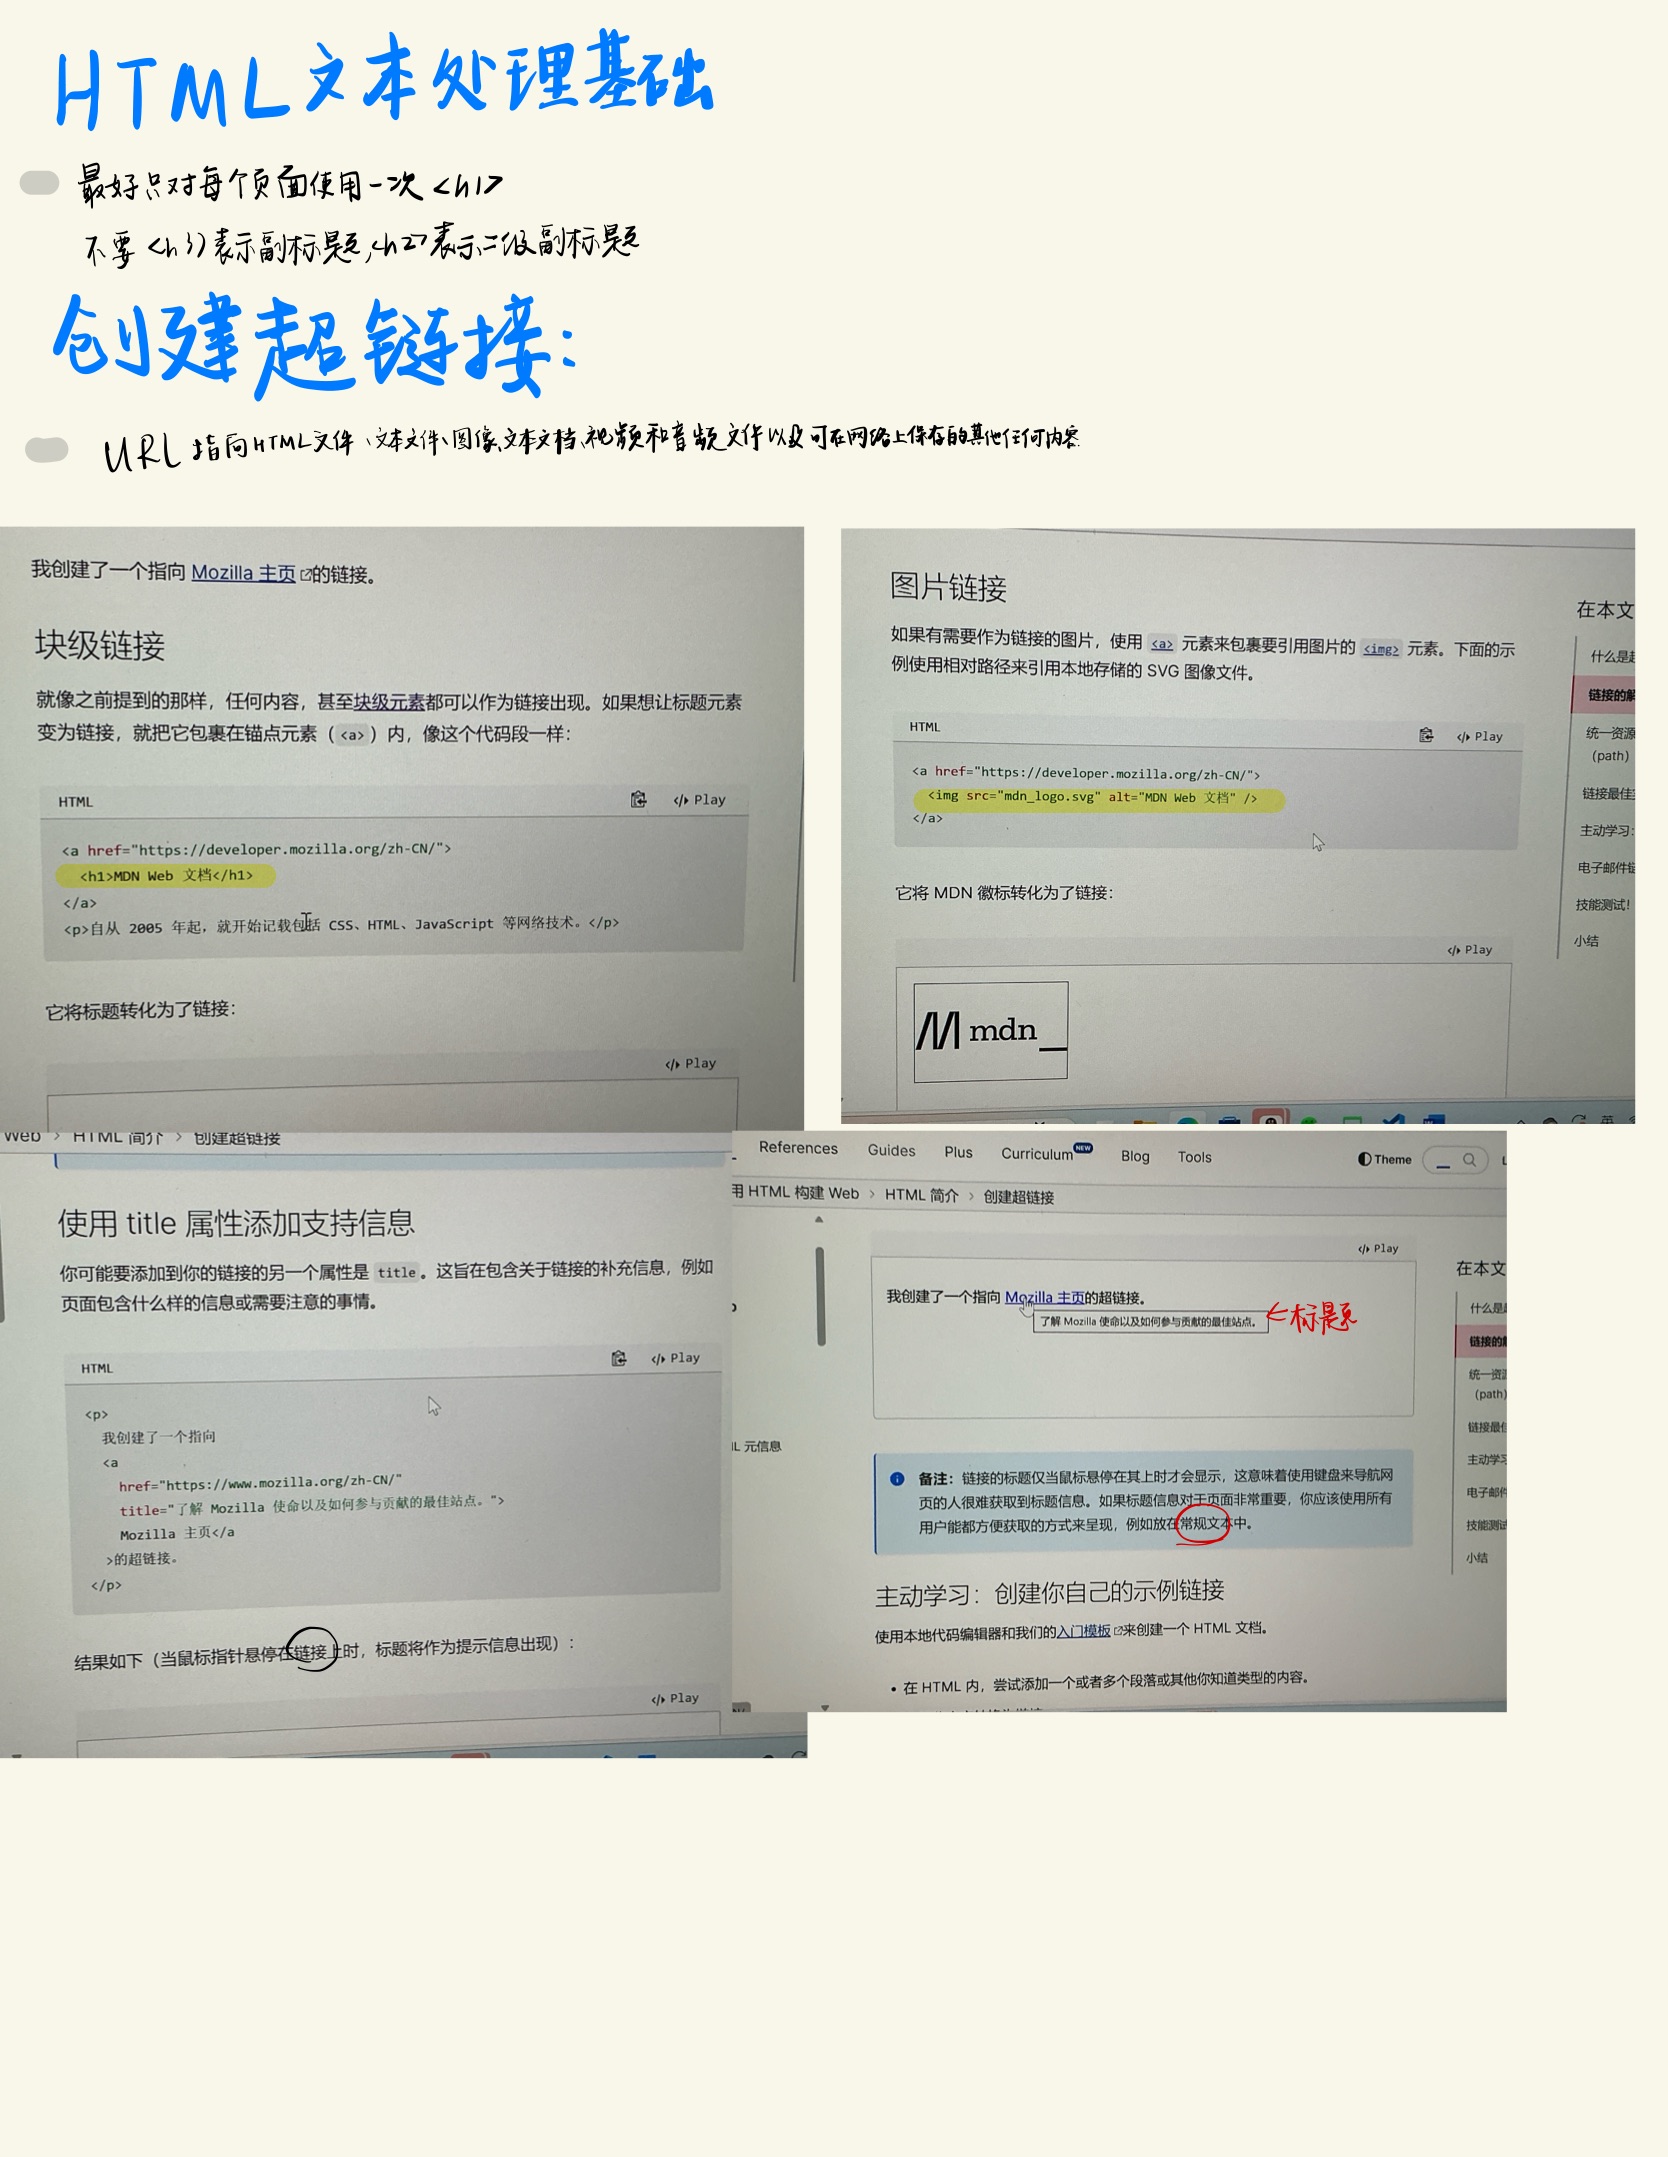 HTML文本处理基础
最好只对每个页面使用一次<h1>
不要<h3>表示副标题,<h2>表示二级副标题
创建超链接:
URL指向HTML文件、文本文件、图像、文本文档、视频和音频文件以及可在网络上保存的其他任何内容
我创建了一个指向 Mozilla 主页的链接。
块级链接
就像之前提到的那样，任何内容，甚至块级元素都可以作为链接出现。如果想让标题元素
变为链接，就把它包裹在锚点元素（<a>）内，像这个代码段一样：
HTML
Play
<a href="https://developer.mozilla.org/zh-CN/">
<h1>MDN Web 文档</h1>
</a>
<p>自从 2005 年起，就开始记载包括 CSS、HTML、JavaScript 等网络技术。</p>
它将标题转化为了链接：
Play
图片链接
如果有需要作为链接的图片，使用 <a> 元素来包裹要引用图片的 <img> 元素。下面的示
例使用相对路径来引用本地存储的 SVG 图像文件。
HTML
Play
<a href="https://developer.mozilla.org/zh-CN/">
<img src="mdn_logo.svg" alt="MDN Web 文档" />
</a>
它将 MDN 徽标转化为了链接：
Play
mdn_
在本文
什么是超
链接的解
统一资源
(path)
链接最佳
主动学习：
电子邮件链
技能测试！
小结
Web > HTML 简介 > 创建超链接
使用 title 属性添加支持信息
你可能要添加到你的链接的另一个属性是 title。这旨在包含关于链接的补充信息，例如
页面包含什么样的信息或需要注意的事情。
HTML
Play
<p>
我创建了一个指向
<a
href="https://www.mozilla.org/zh-CN/"
title="了解 Mozilla 使命以及如何参与贡献的最佳站点。">
Mozilla 主页</a
>的超链接。
</p>
结果如下（当鼠标指针悬停在链接上时，标题将作为提示信息出现）：
Play
References Guides Plus Curriculum NEW Blog Tools Theme
用 HTML 构建 Web > HTML 简介 > 创建超链接
Play
我创建了一个指向 Mozilla 主页的超链接。
了解 Mozilla 使命以及如何参与贡献的最佳站点。
←标题
L 元信息
备注：链接的标题仅当鼠标悬停在其上时才会显示，这意味着使用键盘来导航网
页的人很难获取到标题信息。如果标题信息对于页面非常重要，你应该使用所有
用户能都方便获取的方式来呈现，例如放在常规文本中。
主动学习：创建你自己的示例链接
使用本地代码编辑器和我们的入门模板来创建一个 HTML 文档。
• 在 HTML 内，尝试添加一个或者多个段落或其他你知道类型的内容。
在本文
什么是超
链接的解
统一资源
(path)
链接最佳
主动学习
电子邮件
技能测试
小结